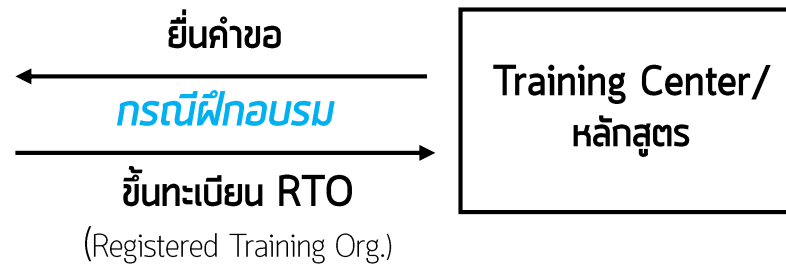 ยื่นคำขอ
กรณีฝึกอบรม
ขึ้นทะเบียน RTO
(Registered Training Org.)
Training Center/
หลักสูตร